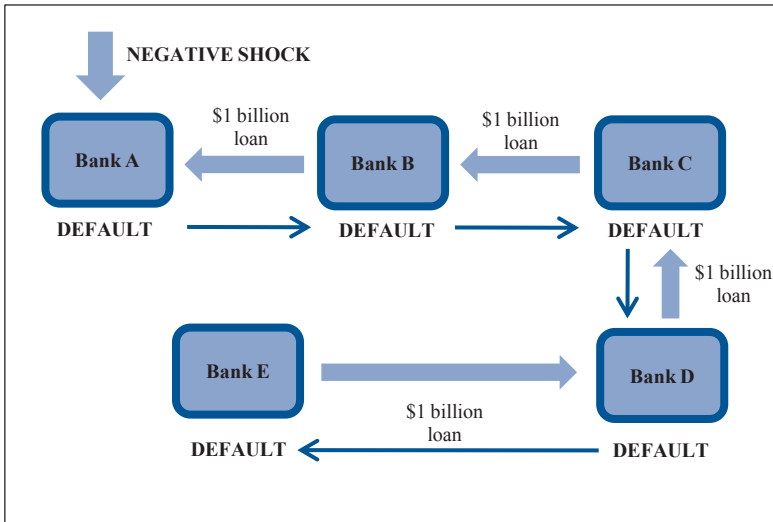 NEGATIVE SHOCK
$1 billion
loan
$1 billion
loan
Bank A
Bank B
Bank C
DEFAULT
DEFAULT
DEFAULT
$1 billion
loan
Bank E
Bank D
$1 billion
loan
DEFAULT
DEFAULT